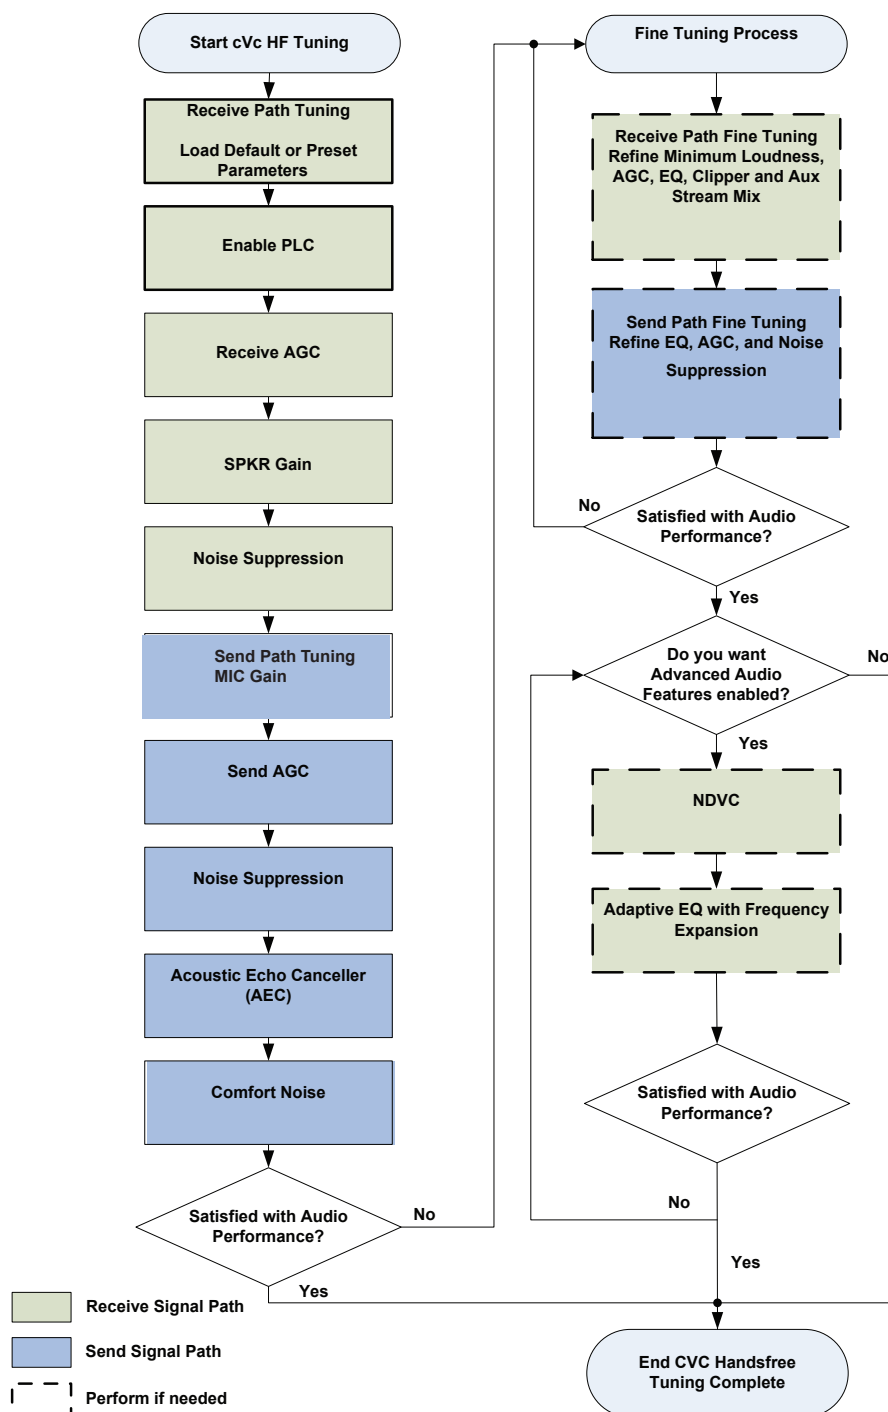 Start cVc HF Tuning
Receive Path Tuning
Load Default or Preset
Parameters
Enable PLC
Receive AGC
SPKR Gain
Noise Suppression
Send Path Tuning
MIC Gain
Send AGC
Noise Suppression
Acoustic Echo Canceller
(AEC)
Comfort Noise
Satisfied with Audio
Performance?
No
Yes
Fine Tuning Process
Receive Path Fine Tuning
Refine Minimum Loudness,
AGC, EQ, Clipper and Aux
Stream Mix
Send Path Fine Tuning
Refine EQ, AGC, and Noise
Suppression
No
Satisfied with Audio
Performance?
Yes
Do you want
Advanced Audio
Features enabled?
No
Yes
NDVC
Adaptive EQ with Frequency
Expansion
Satisfied with Audio
Performance?
No
Yes
End CVC Handsfree
Tuning Complete
Receive Signal Path
Send Signal Path
Perform if needed